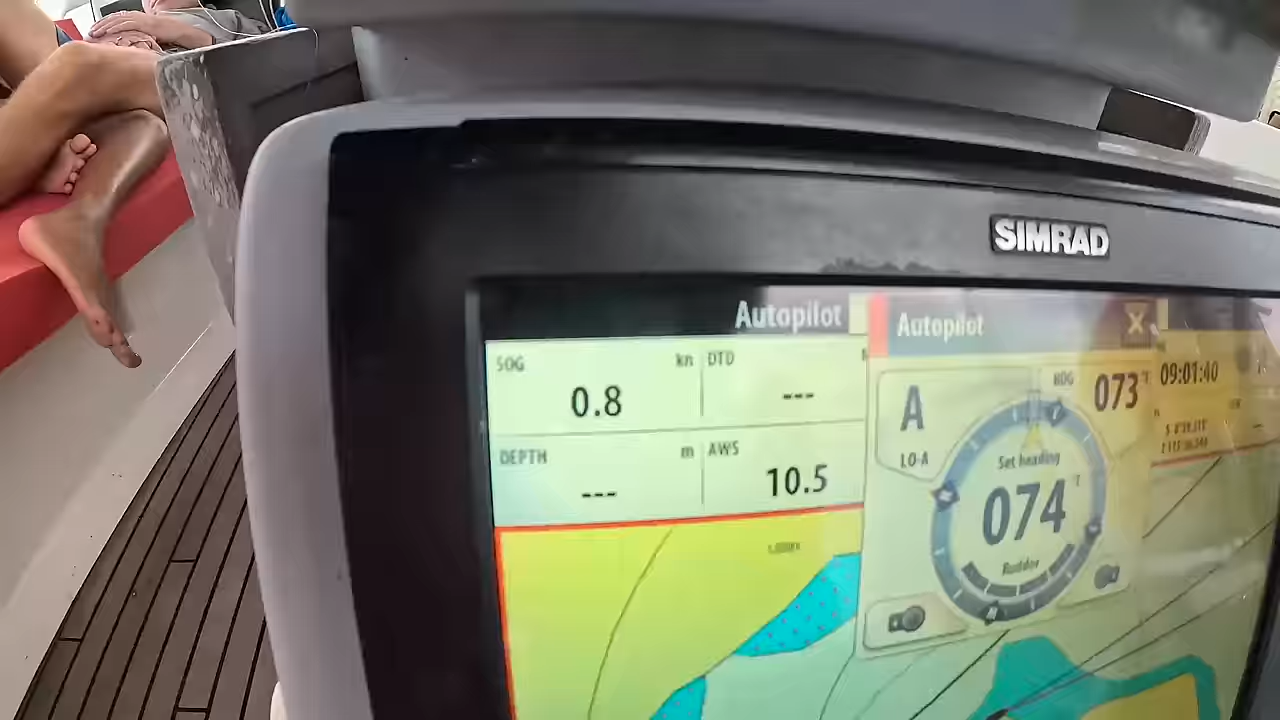 SIMRAD
Autopilot
SOG kn
0.8
DTD
---
DEPTH m
---
AWS
10.5
Autopilot X
A
LO-A
073°T
09:01:40
Set heading
074°T
Rudder